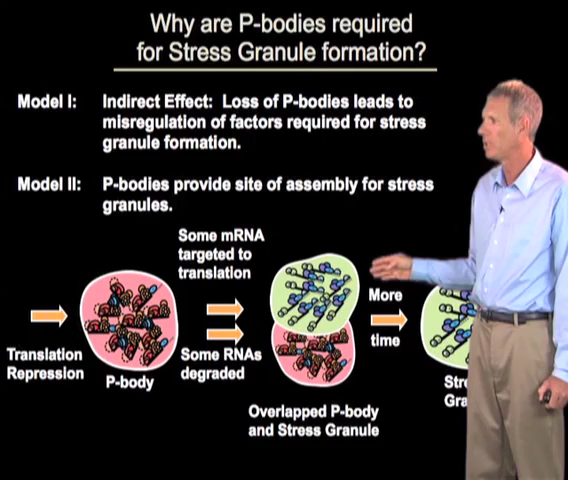 Why are P-bodies required
for Stress Granule formation?
Model I: Indirect Effect: Loss of P-bodies leads to
misregulation of factors required for stress
granule formation.
Model II: P-bodies provide site of assembly for stress
granules.
Some mRNA
targeted to
translation
More
time
Translation
Repression
P-body
Some RNAs
degraded
Overlapped P-body
and Stress Granule